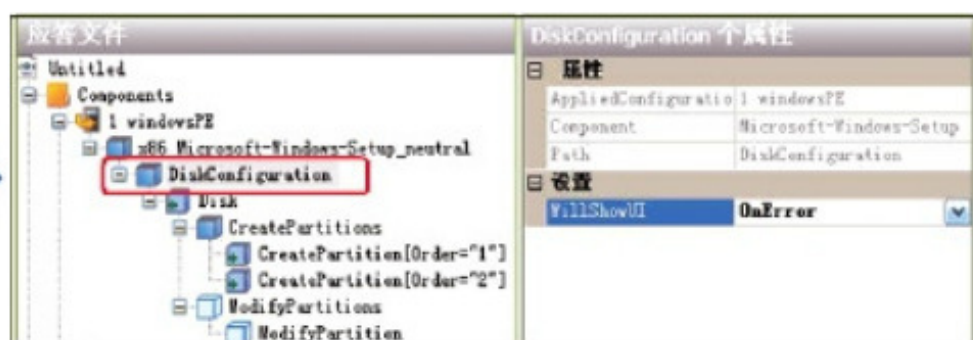 应答文件
Untitled
Components
1 windowsPE
x86 Microsoft-Windows-Setup_neutral
DiskConfiguration
Disk
CreatePartitions
CreatePartition[Order="1"]
CreatePartition[Order="2"]
ModifyPartitions
ModifyPartition
DiskConfiguration 个属性
属性
AppliedConfiguratio 1 windowsPE
Component Microsoft-Windows-Setup
Path DiskConfiguration
设置
WillShowUI OnError